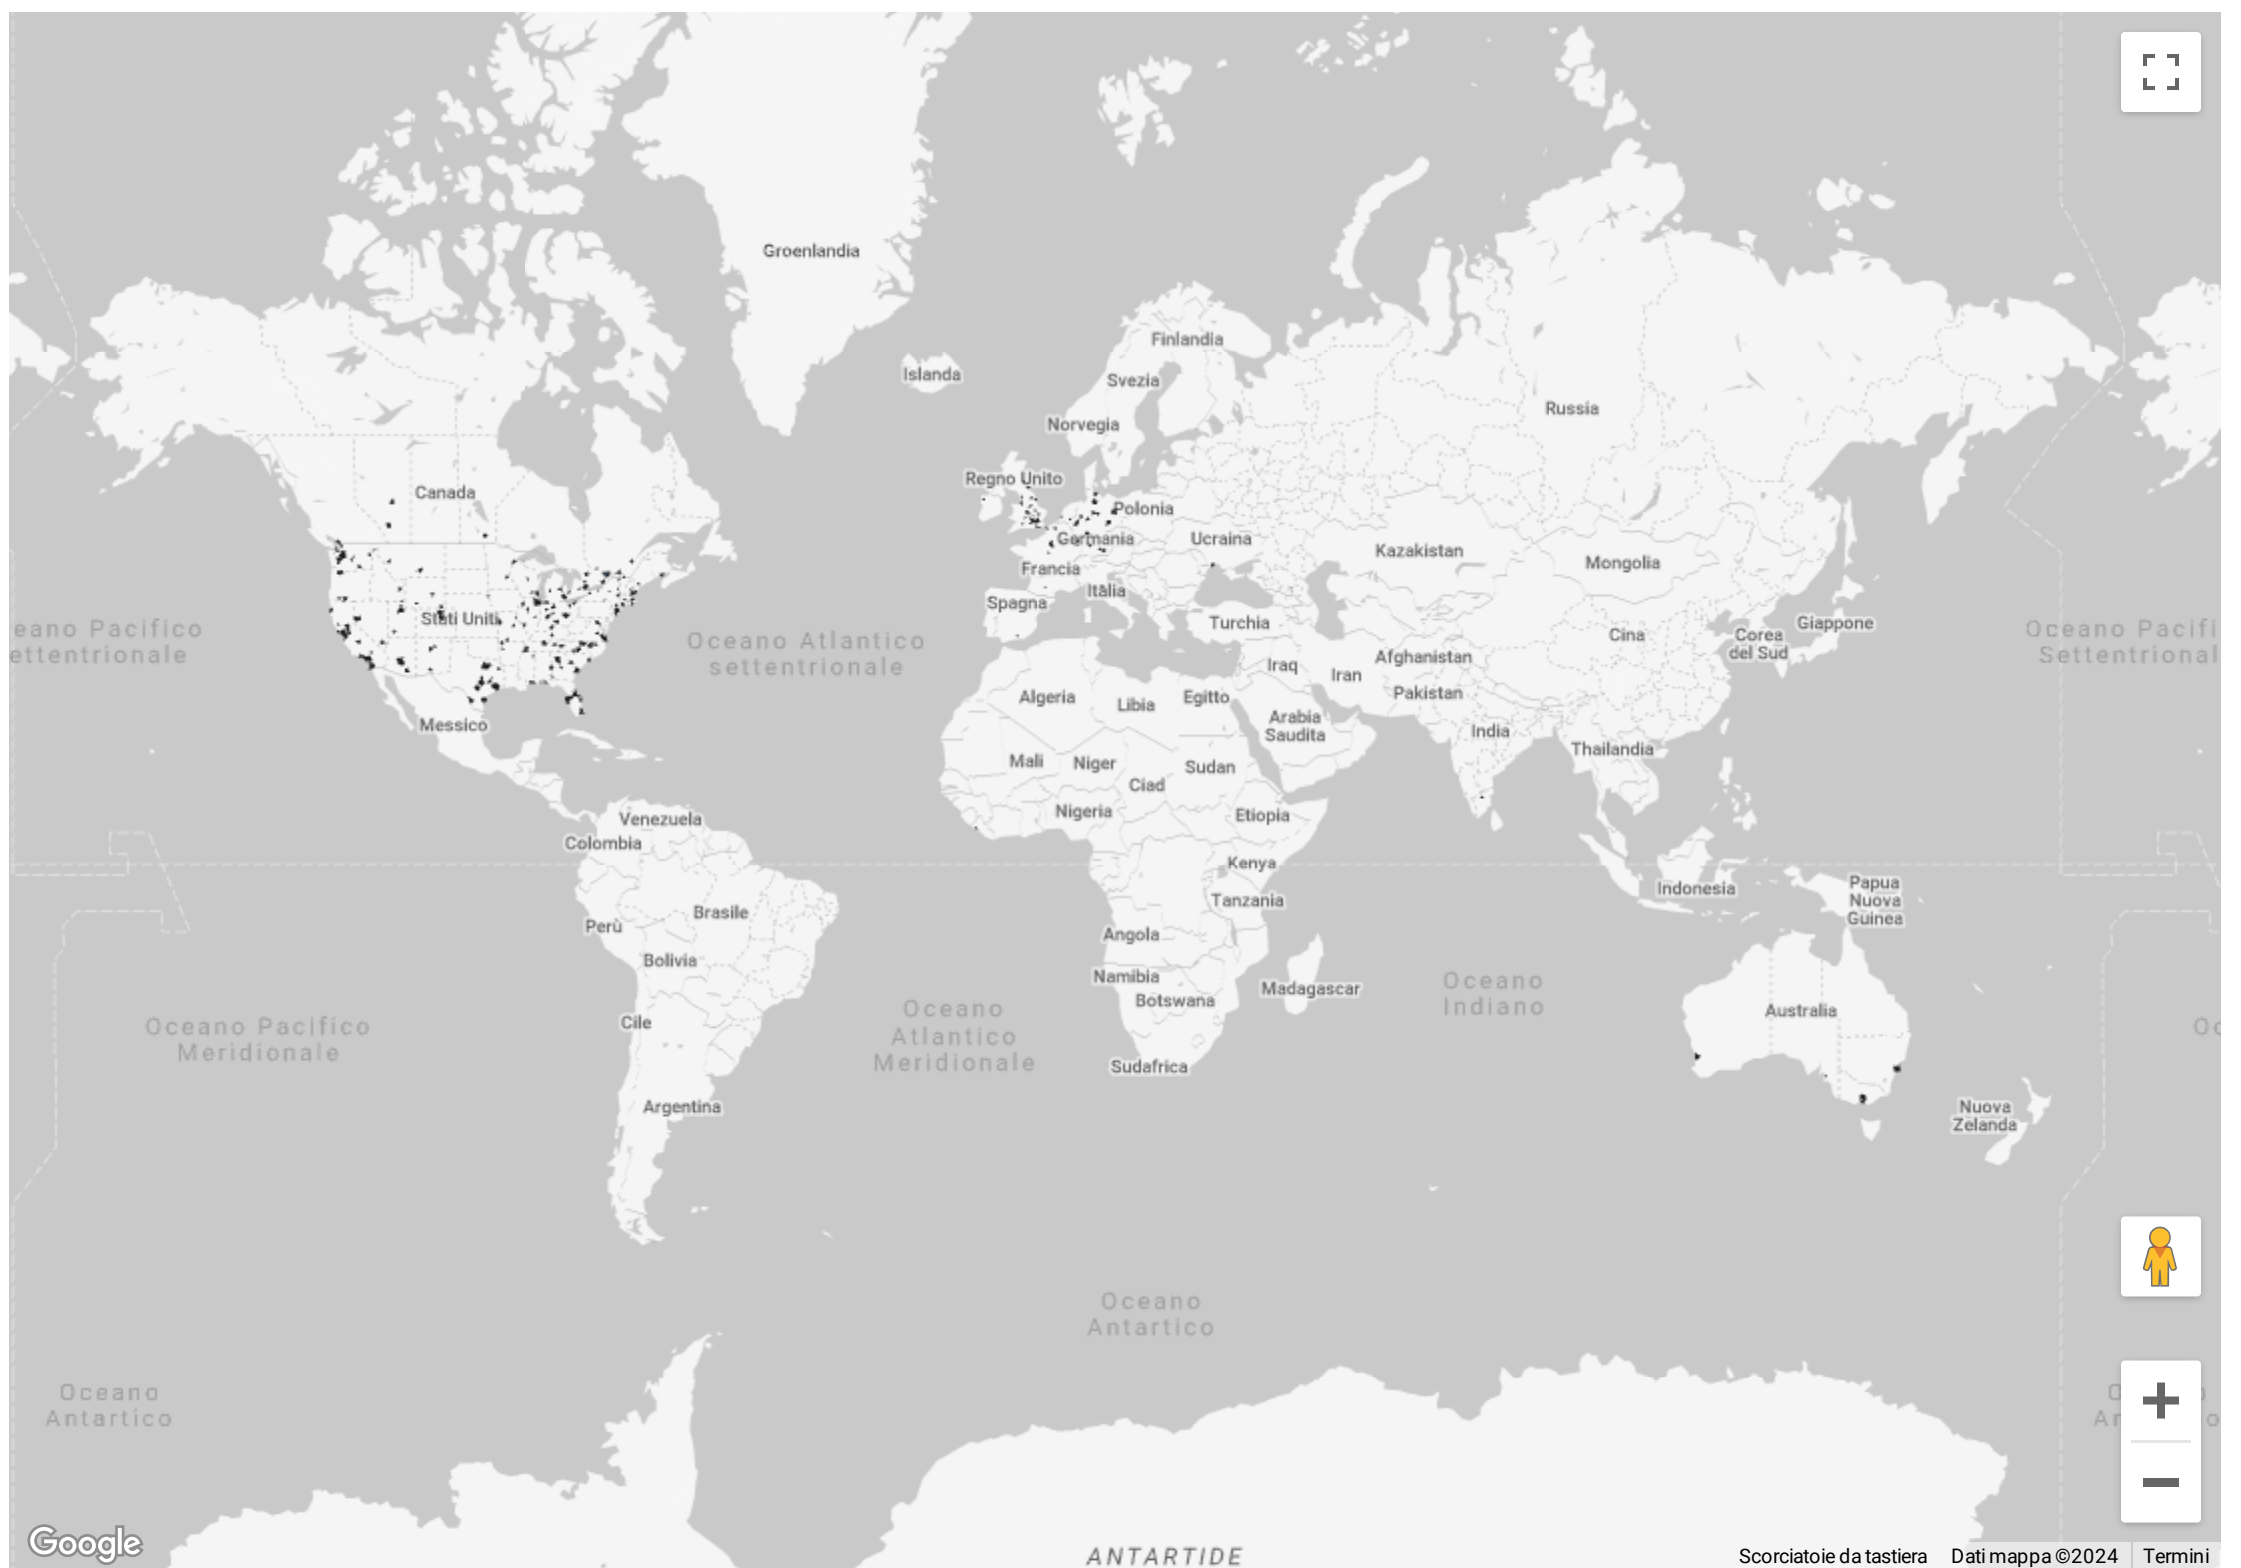 Groenlandia
Finlandia
Islanda
Svezia
Russia
Norvegia
Regno Unito
Canada
Polonia
Germania
Ucraina
Kazakistan
Mongolia
Francia
Italia
Spagna
Stati Uniti
Turchia
Giappone
eano Pacifico
ettentrionale
Oceano Atlantico
settentrionale
Cina
Corea
del Sud
Oceano Pacifi
Settentrional
Iraq
Iran
Afghanistan
Pakistan
Algeria
Libia
Egitto
Arabia
Saudita
Messico
India
Thailandia
Mali
Niger
Ciad
Sudan
Nigeria
Etiopia
Venezuela
Colombia
Kenya
Indonesia
Papua
Nuova
Guinea
Tanzania
Brasile
Perù
Angola
Bolivia
Namibia
Botswana
Madagascar
Oceano
Indiano
Australia
Oceano
Atlantico
Meridionale
Oceano Pacifico
Meridionale
Cile
Oc
Sudafrica
Argentina
Nuova
Zelanda
Oceano
Antartico
Oceano
Antartico
O
Ar
o
o
ANTARTIDE
Google
Scorciatoie da tastiera
Dati mappa ©2024
Termini